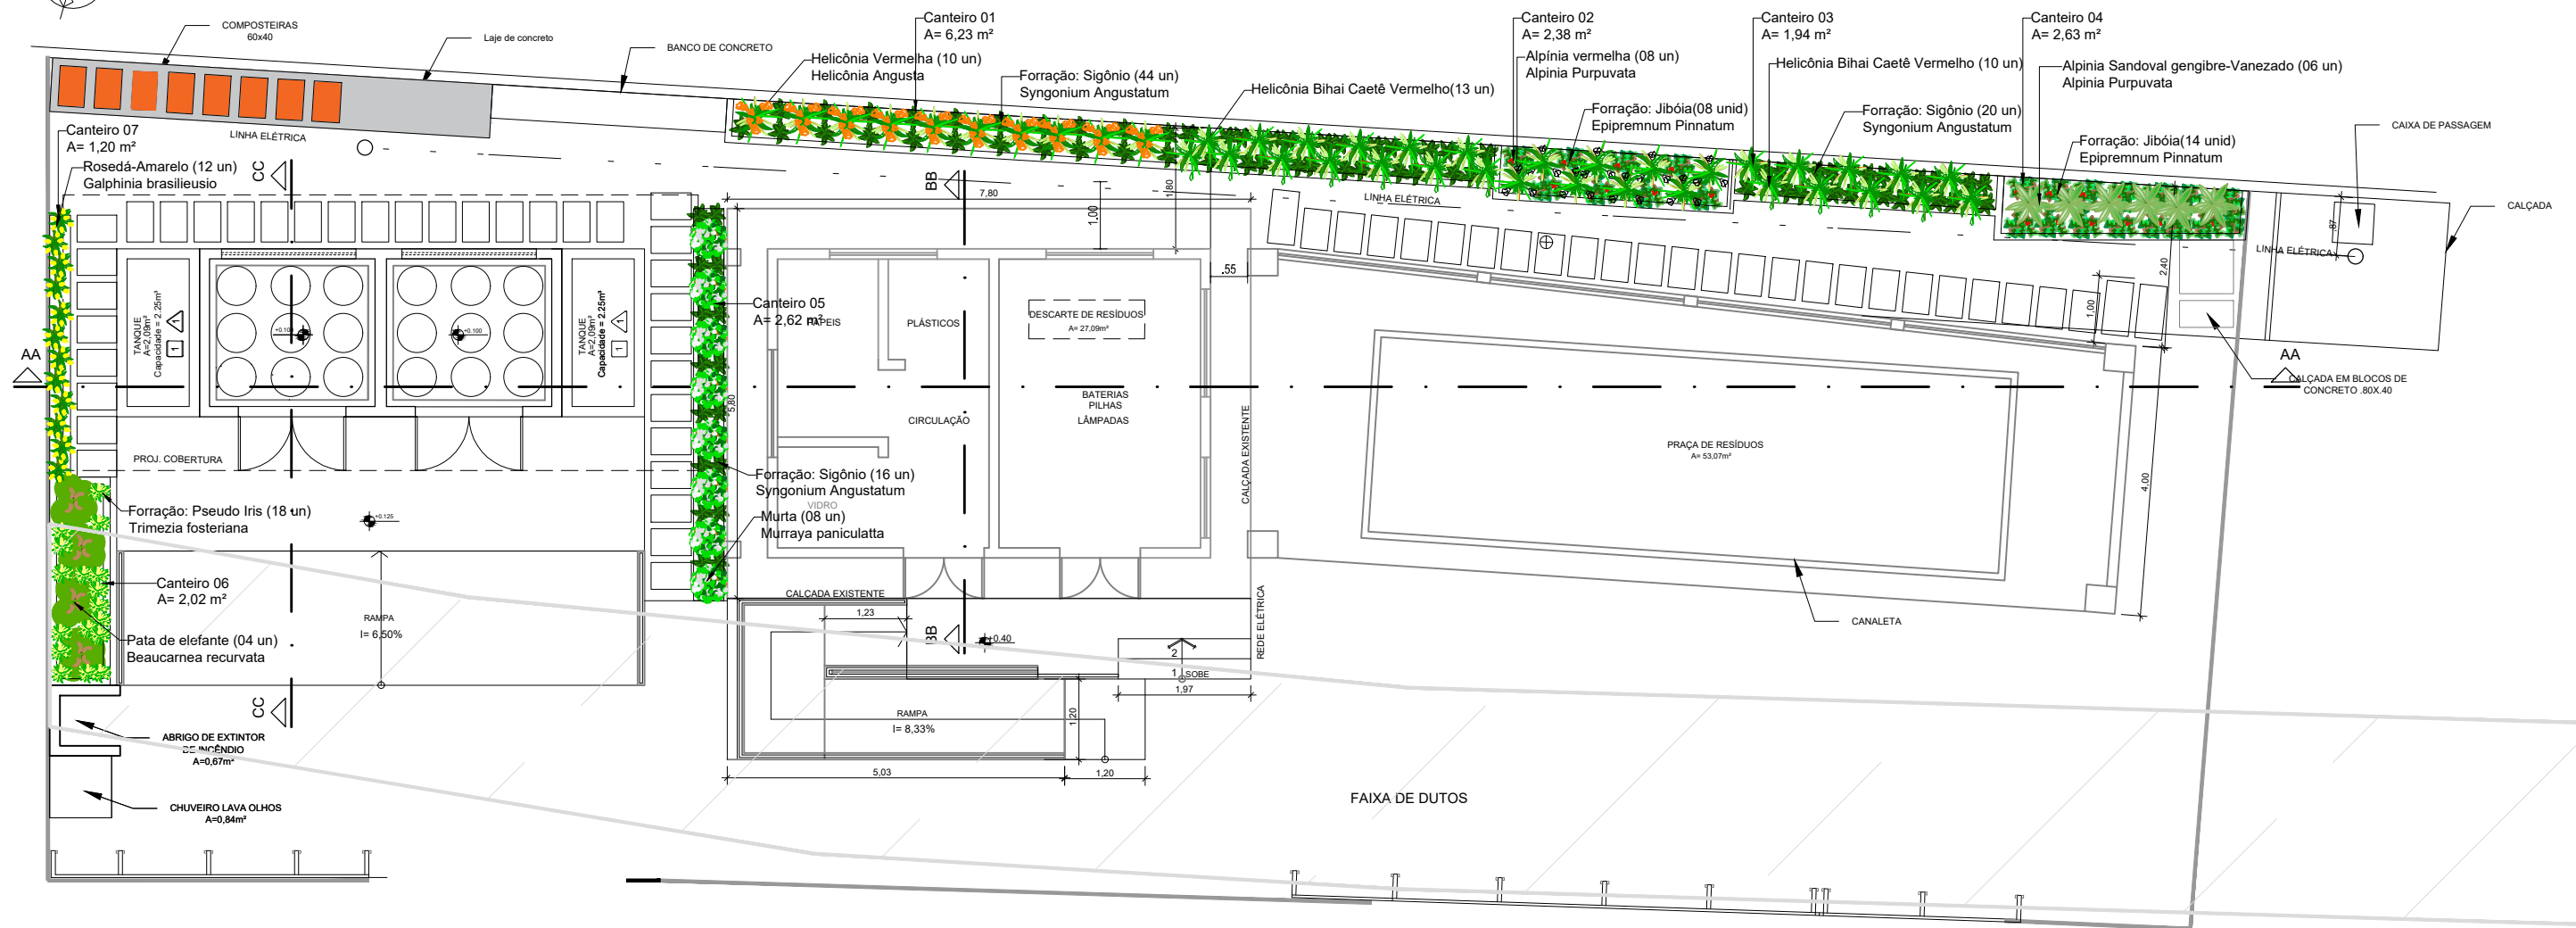 COMPOSTEIRAS
60x40
Laje de concreto
BANCO DE CONCRETO
Canteiro 01
A= 6,23 m²
Helicônia Vermelha (10 un)
Helicônia Angusta
Forração: Sigônio (44 un)
Syngonium Angustatum
Helicônia Bihai Caetê Vermelho(13 un)
Canteiro 02
A= 2,38 m²
Alpínia vermelha (08 un)
Alpinia Purpuvata
Forração: Jibóia(08 unid)
Epipremnum Pinnatum
Canteiro 03
A= 1,94 m²
Helicônia Bihai Caetê Vermelho (10 un)
Forração: Sigônio (20 un)
Syngonium Angustatum
Canteiro 04
A= 2,63 m²
Alpinia Sandoval gengibre-Vanezado (06 un)
Alpinia Purpuvata
Forração: Jibóia(14 unid)
Epipremnum Pinnatum
CAIXA DE PASSAGEM
CALÇADA
LINHA ELÉTRICA
LINHA ELÉTRICA
LINHA ELÉTRICA
Canteiro 07
A= 1,20 m²
Rosedá-Amarelo (12 un)
Galphinia brasilieusio
CC
BB
7,80
1,80
1.00
.87
2,40
1,00
.55
TANQUE
A=2,09m²
Capacidade = 2.25m³
1
1
+0.100
+0.100
TANQUE
A=2,09m²
Capacidade = 2.25m³
1
1
Canteiro 05
A= 2,62 m²
PAPEIS
PLÁSTICOS
DESCARTE DE RESÍDUOS
A= 27,09m²
AA
AA
5,80
BATERIAS
PILHAS
LÂMPADAS
CIRCULAÇÃO
CALÇADA EXISTENTE
CALÇADA EM BLOCOS DE
CONCRETO .80X.40
PRAÇA DE RESÍDUOS
A= 53,07m²
4,00
PROJ. COBERTURA
Forração: Sigônio (16 un)
Syngonium Angustatum
VIDRO
Murta (08 un)
Murraya paniculatta
Forração: Pseudo Iris (18 un)
Trimezia fosteriana
+0.125
Canteiro 06
A= 2,02 m²
CALÇADA EXISTENTE
1,23
RAMPA
I= 6,50%
BB
+0.40
REDE ELÉTRICA
CANALETA
Pata de elefante (04 un)
Beaucarnea recurvata
2
1
SOBE
1,97
CC
RAMPA
I= 8,33%
1,20
5,03
1,20
ABRIGO DE EXTINTOR
DE INCÊNDIO
A=0,67m²
CHUVEIRO LAVA OLHOS
A=0,84m²
FAIXA DE DUTOS